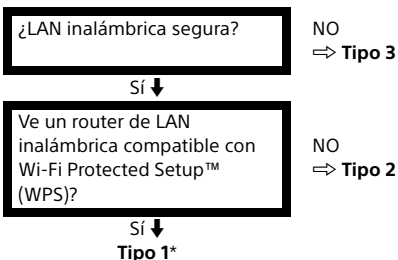 ¿LAN inalámbrica segura?
NO
⇨ Tipo 3
Sí ⬇
Ve un router de LAN
inalámbrica compatible con
Wi-Fi Protected Setup™
(WPS)?
NO
⇨ Tipo 2
Sí ⬇
Tipo 1*